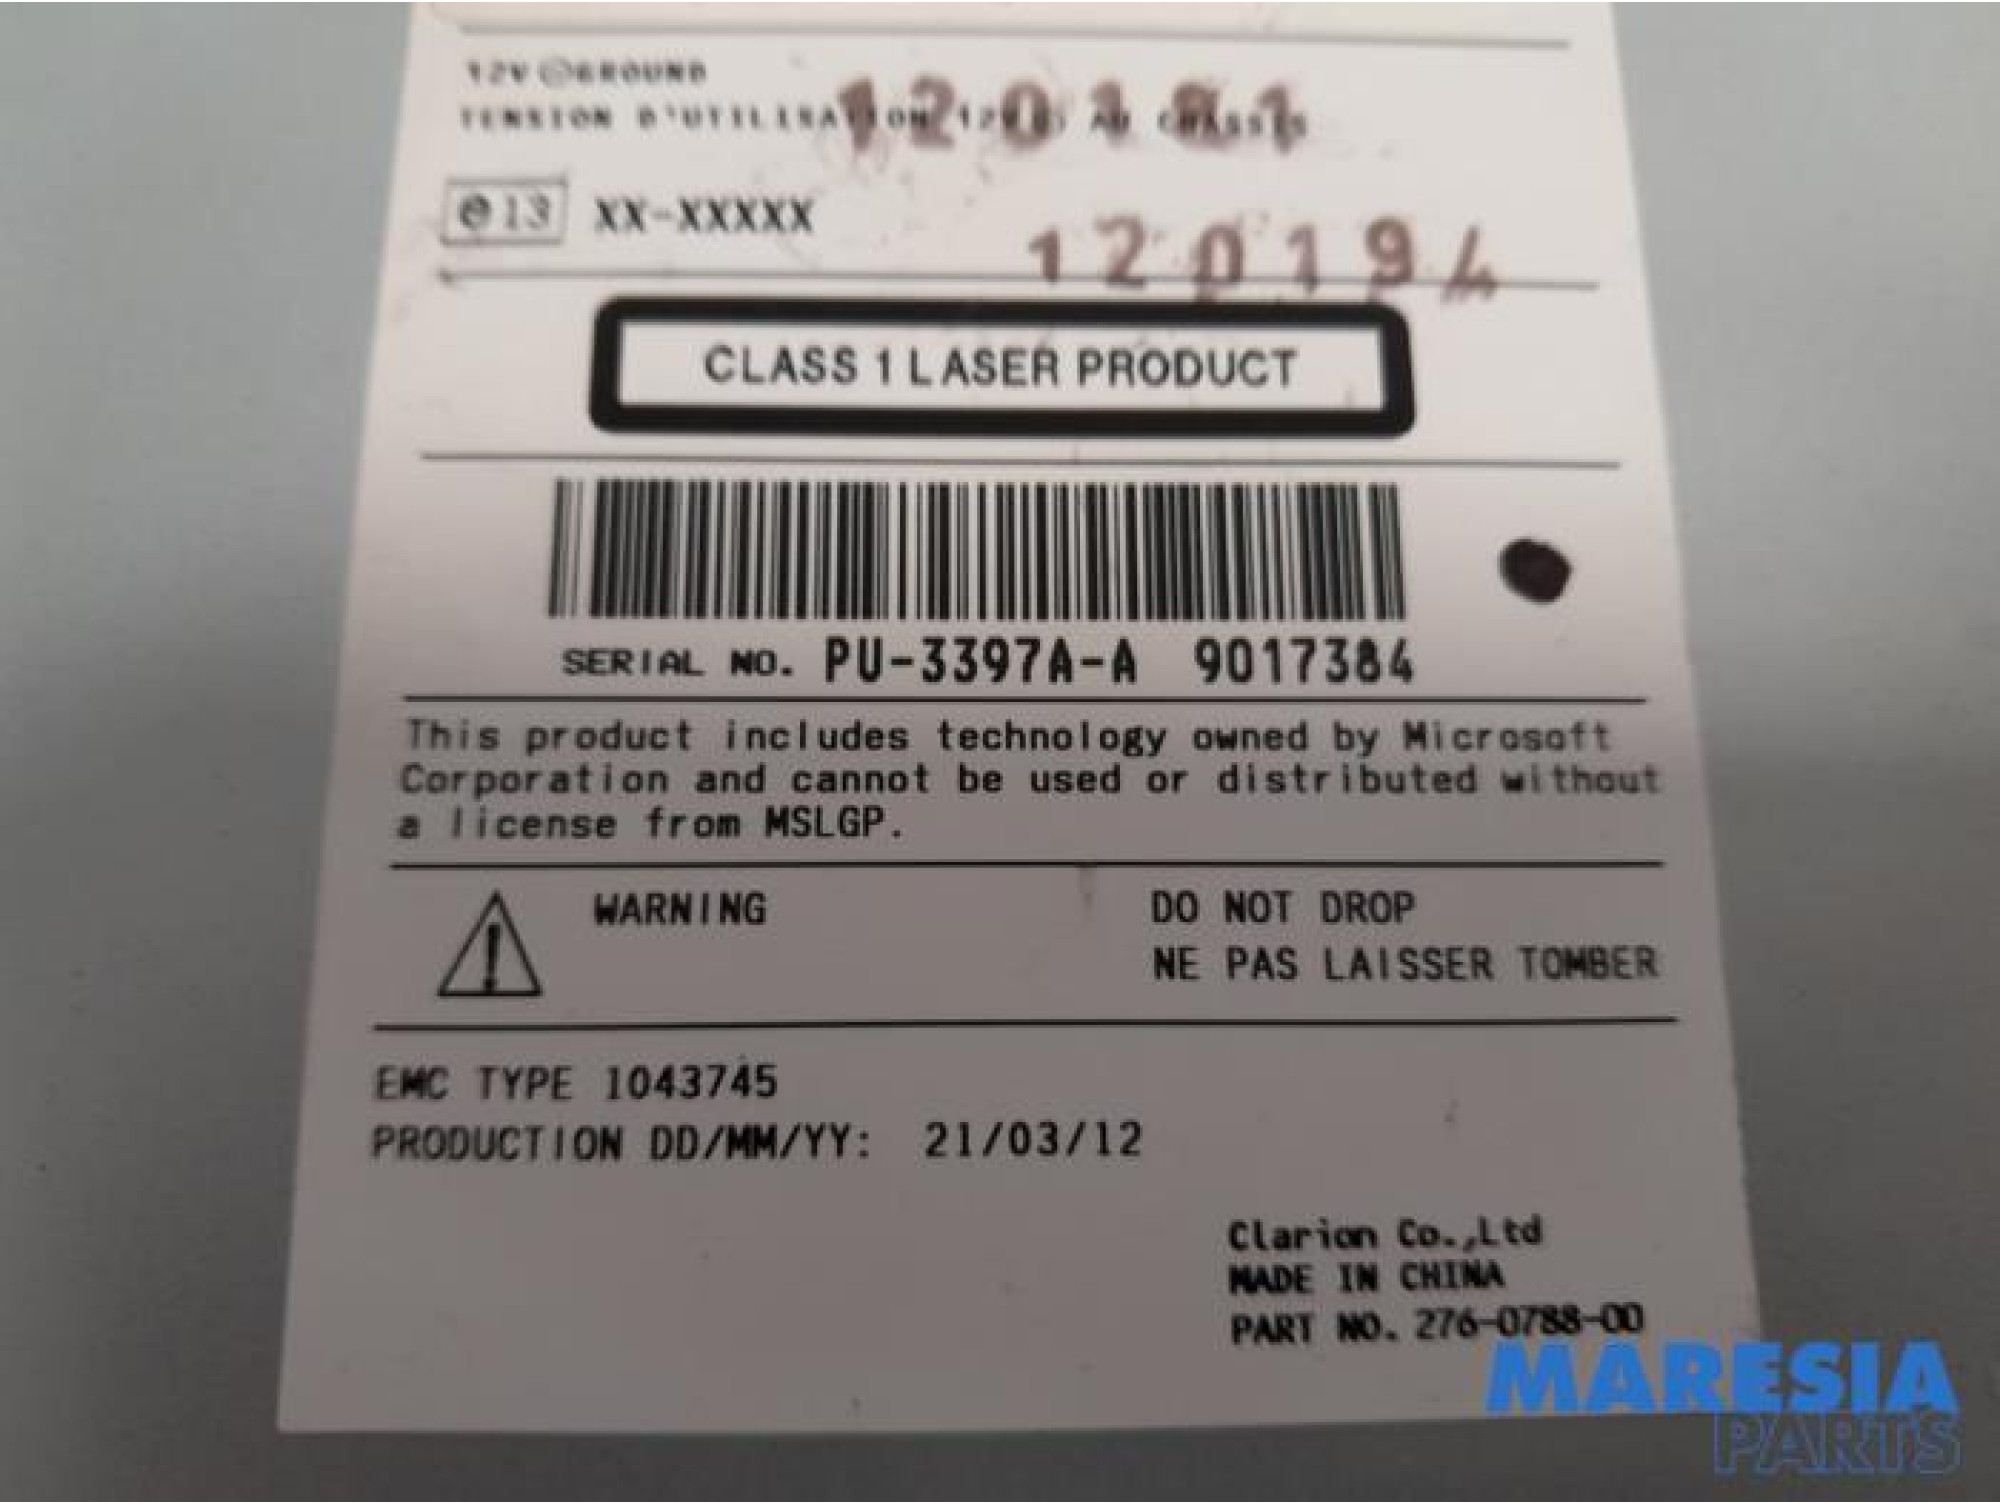 12V ⊖GROUND
TENSION D'UTILISATION 12V AU CHASSIS
120181
e13 XX-XXXXX
120194
CLASS 1 LASER PRODUCT
SERIAL NO. PU-3397A-A 9017384
This product includes technology owned by Microsoft
Corporation and cannot be used or distributed without
a license from MSLGP.
WARNING
DO NOT DROP
NE PAS LAISSER TOMBER
EMC TYPE 1043745
PRODUCTION DD/MM/YY: 21/03/12
Clarion Co.,Ltd
MADE IN CHINA
PART NO. 276-0788-00
MARESIA
PARTS